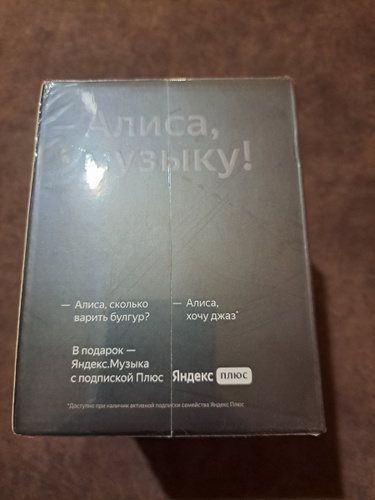 Алиса,
музыку!
— Алиса, сколько
варить булгур?
— Алиса,
хочу джаз*
В подарок —
Яндекс.Музыка
с подпиской Плюс
Яндекс плюс
*Доступно при наличии активной подписки семейства Яндекс Плюс